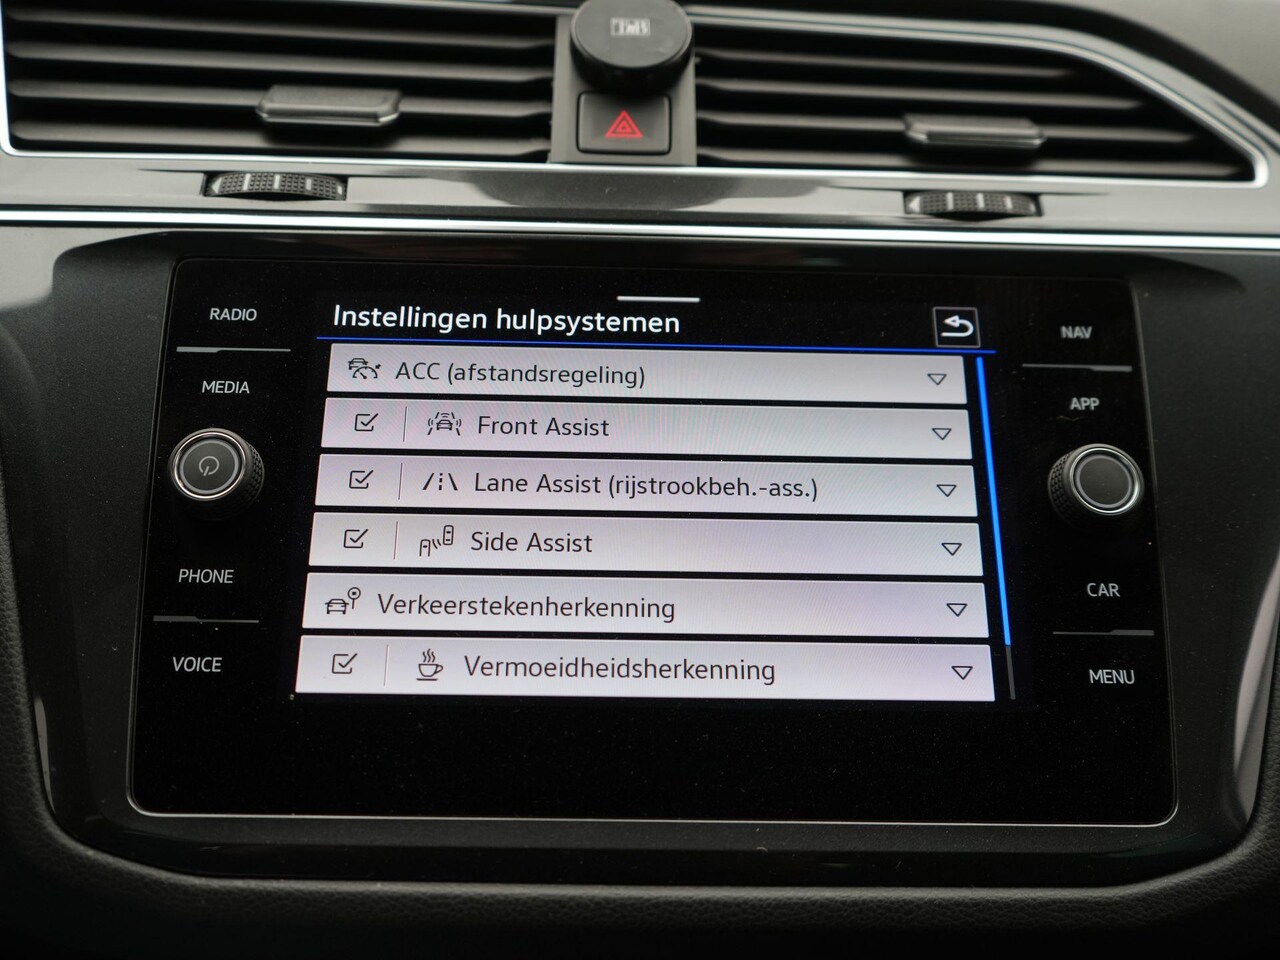 Instellingen hulpsystemen
ACC (afstandsregeling)
Front Assist
Lane Assist (rijstrookbeh.-ass.)
Side Assist
Verkeerstekenherkenning
Vermoeidheidsherkenning
RADIO
MEDIA
PHONE
VOICE
NAV
APP
CAR
MENU